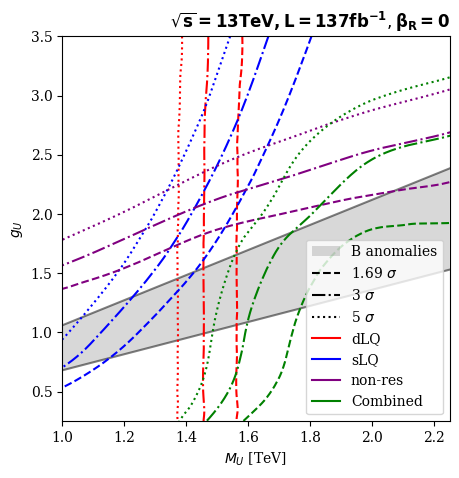 √s = 13TeV, L = 137fb⁻¹, β_R = 0
3.5
3.0
2.5
2.0
1.5
1.0
0.5
g_U
B anomalies
1.69 σ
3 σ
5 σ
dLQ
sLQ
non-res
Combined
1.0 1.2 1.4 1.6 1.8 2.0 2.2
M_U [TeV]